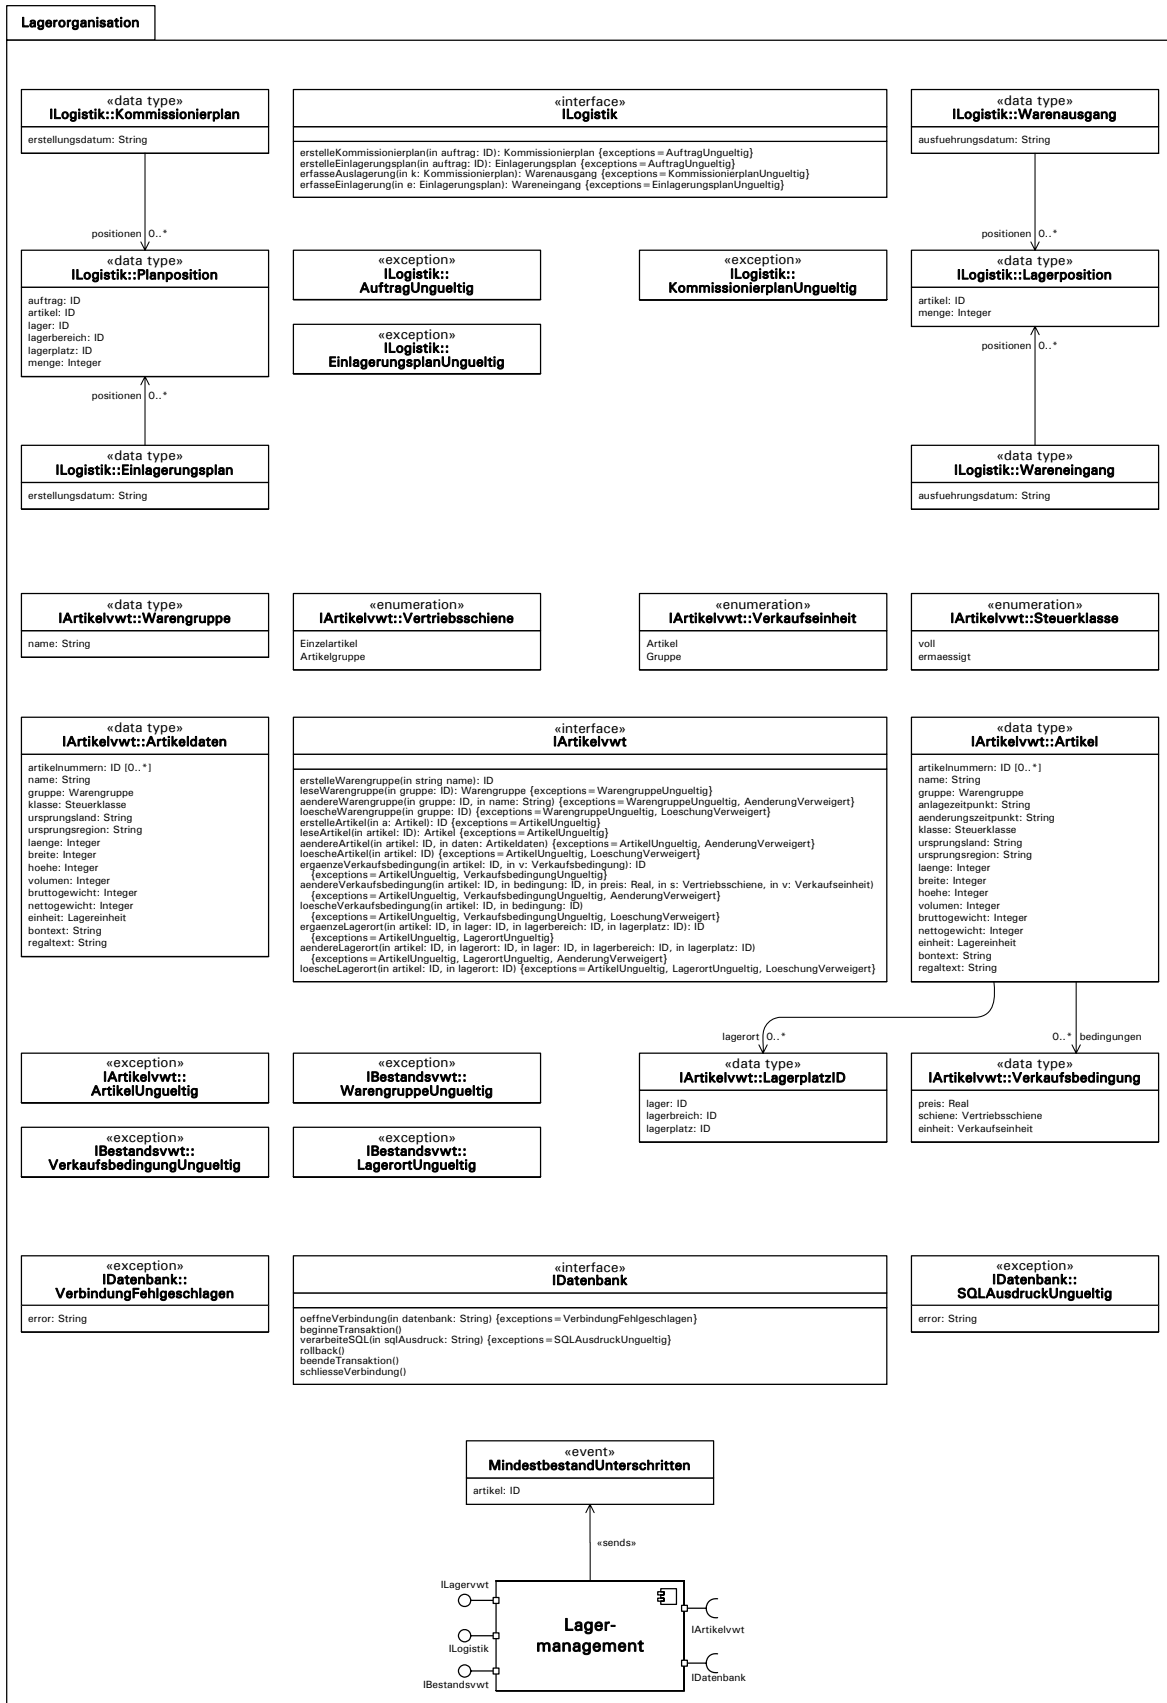 Lagerorganisation
«data type»
ILogistik::Kommissionierplan
erstellungsdatum: String
«interface»
ILogistik
erstelleKommissionierplan(in auftrag: ID): Kommissionierplan {exceptions=AuftragUngueltig}
erstelleEinlagerungsplan(in auftrag: ID): Einlagerungsplan {exceptions=AuftragUngueltig}
erfasseAuslagerung(in k: Kommissionierplan): Warenausgang {exceptions=KommissionierplanUngueltig}
erfasseEinlagerung(in e: Einlagerungsplan): Wareneingang {exceptions=EinlagerungsplanUngueltig}
«data type»
ILogistik::Warenausgang
ausfuehrungsdatum: String
positionen 0..*
positionen 0..*
«data type»
ILogistik::Planposition
auftrag: ID
artikel: ID
lager: ID
lagerbereich: ID
lagerplatz: ID
menge: Integer
«exception»
ILogistik::
AuftragUngueltig
«exception»
ILogistik::
KommissionierplanUngueltig
«data type»
ILogistik::Lagerposition
artikel: ID
menge: Integer
«exception»
ILogistik::
EinlagerungsplanUngueltig
positionen 0..*
positionen 0..*
«data type»
ILogistik::Einlagerungsplan
erstellungsdatum: String
«data type»
ILogistik::Wareneingang
ausfuehrungsdatum: String
«data type»
IArtikelvwt::Warengruppe
name: String
«enumeration»
IArtikelvwt::Vertriebsschiene
Einzelartikel
Artikelgruppe
«enumeration»
IArtikelvwt::Verkaufseinheit
Artikel
Gruppe
«enumeration»
IArtikelvwt::Steuerklasse
voll
ermaessigt
«data type»
IArtikelvwt::Artikeldaten
artikelnummern: ID [0..*]
name: String
gruppe: Warengruppe
klasse: Steuerklasse
ursprungsland: String
ursprungsregion: String
laenge: Integer
breite: Integer
hoehe: Integer
volumen: Integer
bruttogewicht: Integer
nettogewicht: Integer
einheit: Lagereinheit
bontext: String
regaltext: String
«interface»
IArtikelvwt
erstelleWarengruppe(in string name): ID
leseWarengruppe(in gruppe: ID): Warengruppe {exceptions=WarengruppeUngueltig}
aendereWarengruppe(in gruppe: ID, in name: String) {exceptions=WarengruppeUngueltig, AenderungVerweigert}
loescheWarengruppe(in gruppe: ID) {exceptions=WarengruppeUngueltig, LoeschungVerweigert}
erstelleArtikel(in a: Artikel): ID {exceptions=ArtikelUngueltig}
leseArtikel(in artikel: ID): Artikel {exceptions=ArtikelUngueltig}
aendereArtikel(in artikel: ID, in daten: Artikeldaten) {exceptions=ArtikelUngueltig, AenderungVerweigert}
loescheArtikel(in artikel: ID) {exceptions=ArtikelUngueltig, LoeschungVerweigert}
ergenzeVerkaufsbedingung(in artikel: ID, in v: Verkaufsbedingung): ID
{exceptions=ArtikelUngueltig, VerkaufsbedingungUngueltig}
aendereVerkaufsbedingung(in artikel: ID, in bedingung: ID, in preis: Real, in s: Vertriebsschiene, in v: Verkaufseinheit)
{exceptions=ArtikelUngueltig, VerkaufsbedingungUngueltig, AenderungVerweigert}
loescheVerkaufsbedingung(in artikel: ID, in bedingung: ID)
{exceptions=ArtikelUngueltig, VerkaufsbedingungUngueltig, LoeschungVerweigert}
ergaenzeLagerort(in artikel: ID, in lager: ID, in lagerbereich: ID, in lagerplatz: ID): ID
{exceptions=ArtikelUngueltig, LagerortUngueltig}
aendereLagerort(in artikel: ID, in lagerort: ID, in lager: ID, in lagerbereich: ID, in lagerplatz: ID)
{exceptions=ArtikelUngueltig, LagerortUngueltig, AenderungVerweigert}
loescheLagerort(in artikel: ID, in lagerort: ID) {exceptions=ArtikelUngueltig, LagerortUngueltig, LoeschungVerweigert}
«data type»
IArtikelvwt::Artikel
artikelnummern: ID [0..*]
name: String
gruppe: Warengruppe
anlagezeitpunkt: String
aenderungszeitpunkt: String
klasse: Steuerklasse
ursprungsland: String
ursprungsregion: String
laenge: Integer
breite: Integer
hoehe: Integer
volumen: Integer
bruttogewicht: Integer
nettogewicht: Integer
einheit: Lagereinheit
bontext: String
regaltext: String
lagerort 0..*
0..* bedingungen
«exception»
IArtikelvwt::
ArtikelUngueltig
«exception»
IBestandsvwt::
WarengruppeUngueltig
«data type»
IArtikelvwt::LagerplatzID
lager: ID
lagerbreich: ID
lagerplatz: ID
«data type»
IArtikelvwt::Verkaufsbedingung
preis: Real
schiene: Vertriebsschiene
einheit: Verkaufseinheit
«exception»
IBestandsvwt::
VerkaufsbedingungUngueltig
«exception»
IBestandsvwt::
LagerortUngueltig
«exception»
IDatenbank::
VerbindungFehlgeschlagen
error: String
«interface»
IDatenbank
oeffneVerbindung(in datenbank: String) {exceptions=VerbindungFehlgeschlagen}
beginneTransaktion()
verarbeiteSQL(in sqlAusdruck: String) {exceptions=SQLAusdruckUngueltig}
rollback()
beendeTransaktion()
schliesseVerbindung()
«exception»
IDatenbank::
SQLAusdruckUngueltig
error: String
«event»
MindestbestandUnterschritten
artikel: ID
«sends»
ILagervwt
ILogistik
IBestandsvwt
Lager-
management
IArtikelvwt
IDatenbank